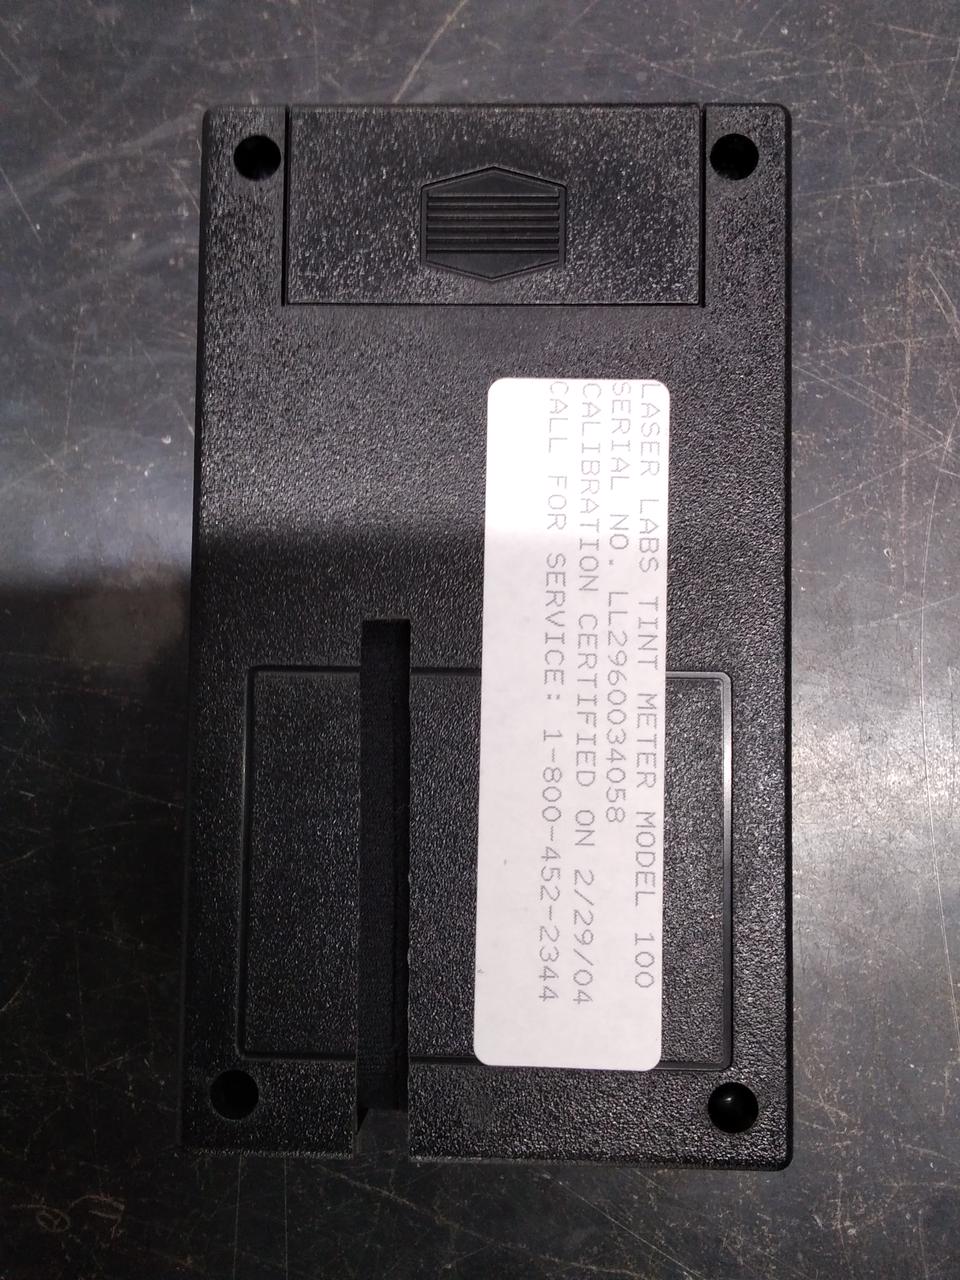 LASER LABS TINT METER MODEL 100
SERIAL NO. LL2960034058
CALIBRATION CERTIFIED ON 2/29/04
CALL FOR SERVICE: 1-800-452-2344